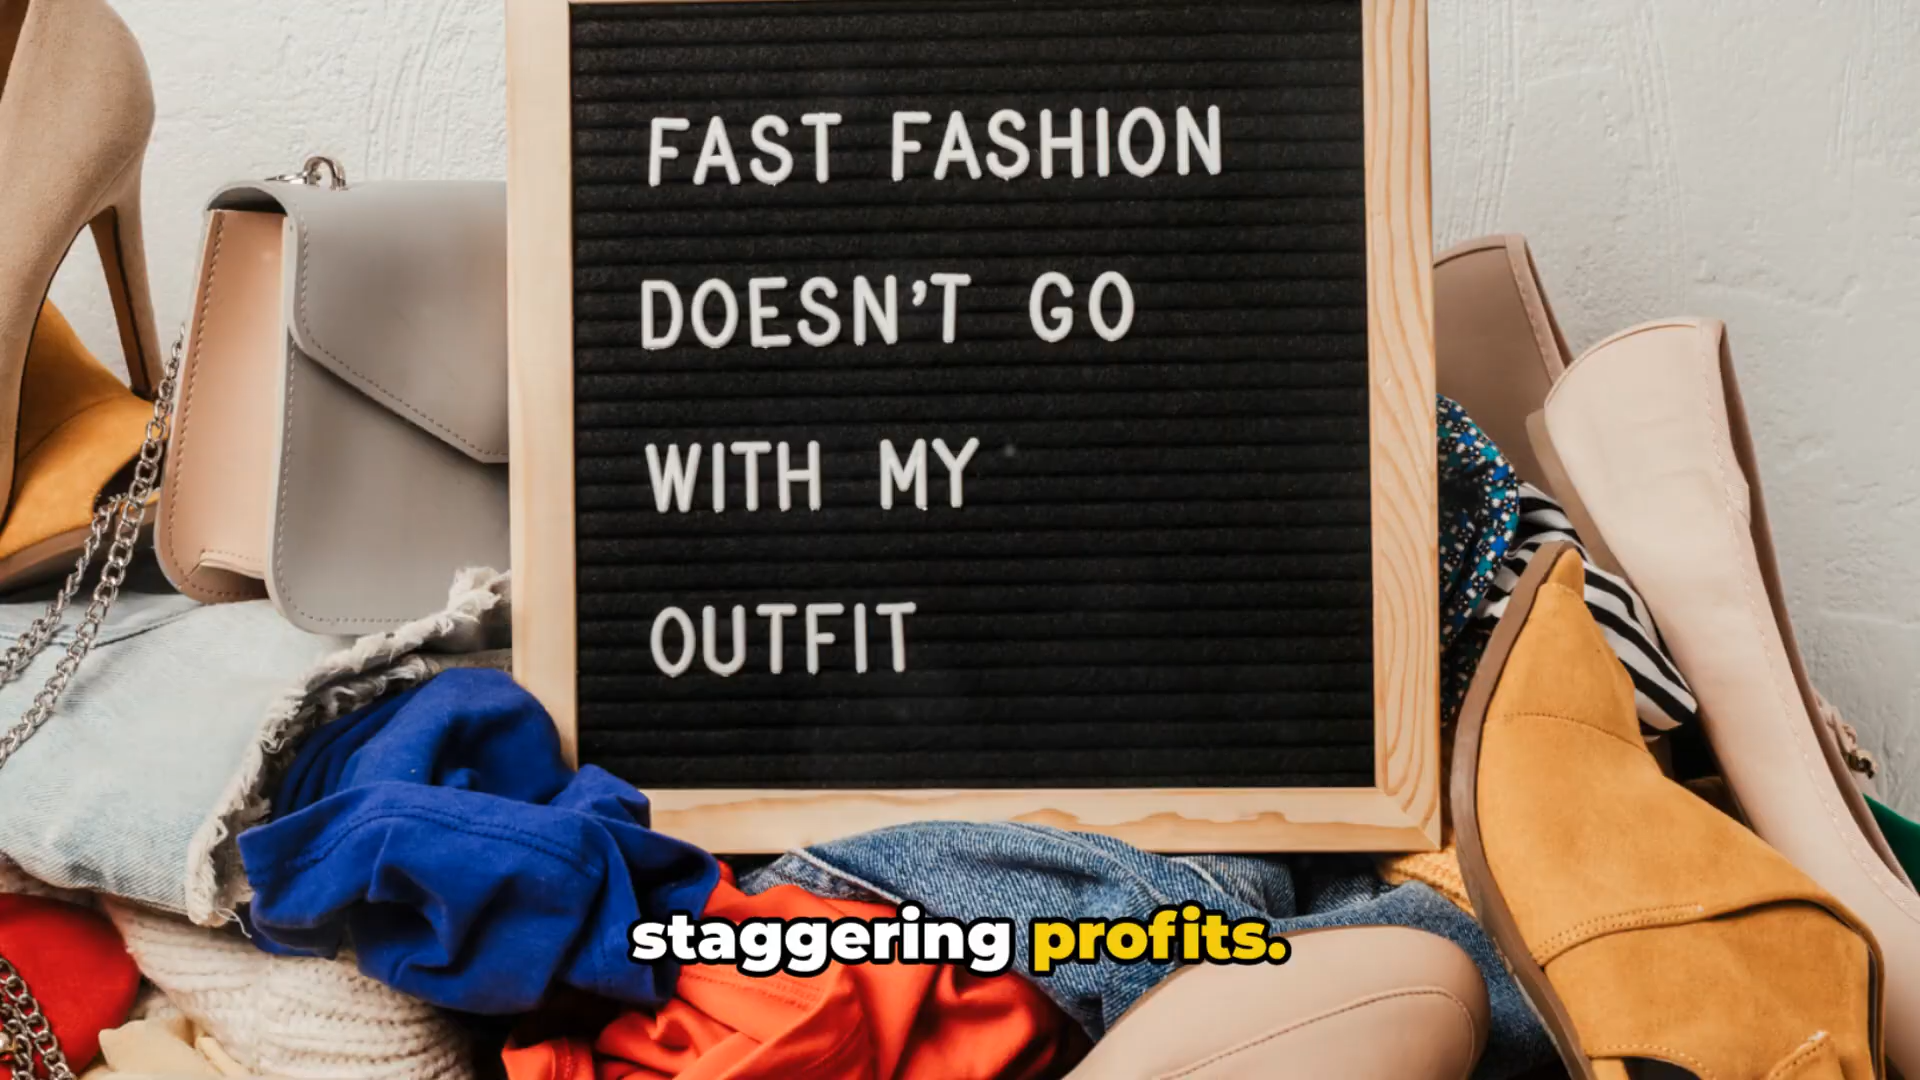 FAST FASHION
DOESN'T GO
WITH MY
OUTFIT
staggering profits.